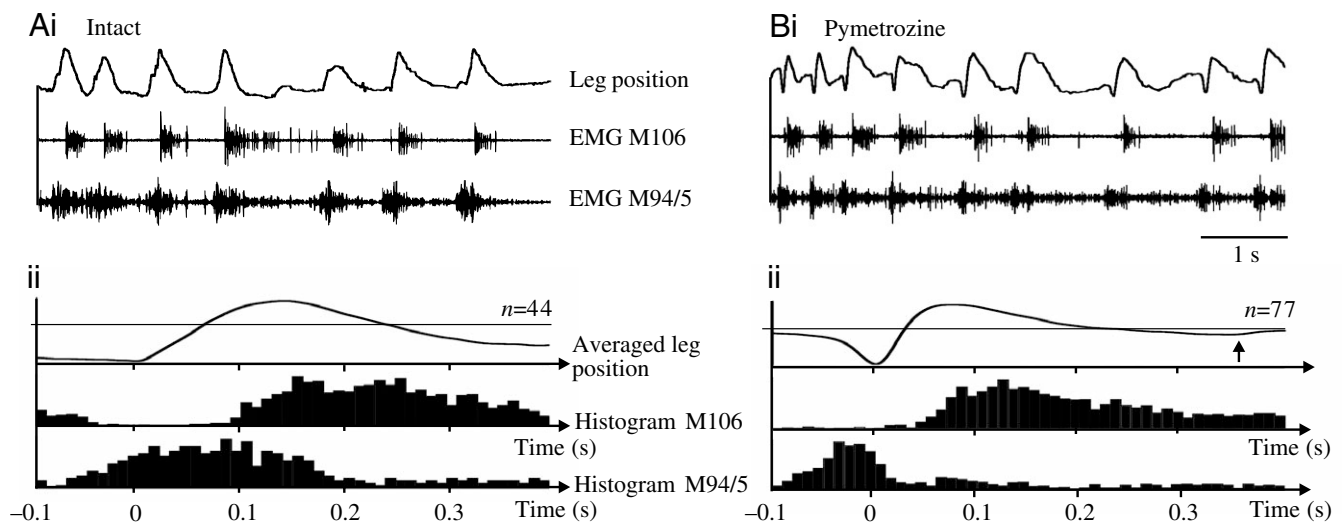 Ai Intact
Bi Pymetrozine
Leg position
EMG M106
EMG M94/5
1 s
ii
n=44
ii
n=77
Averaged leg
position
Histogram M106
Time (s)
Time (s)
Histogram M94/5
–0.1 0 0.1 0.2 0.3 Time (s)
–0.1 0 0.1 0.2 0.3 Time (s)